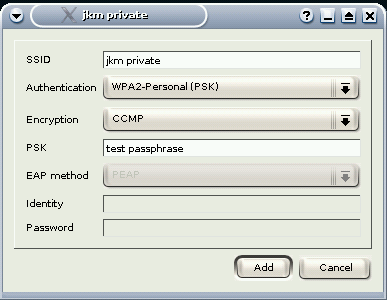 jkm private
SSID jkm private
Authentication WPA2-Personal (PSK)
Encryption CCMP
PSK test passphrase
EAP method PEAP
Identity
Password
Add Cancel